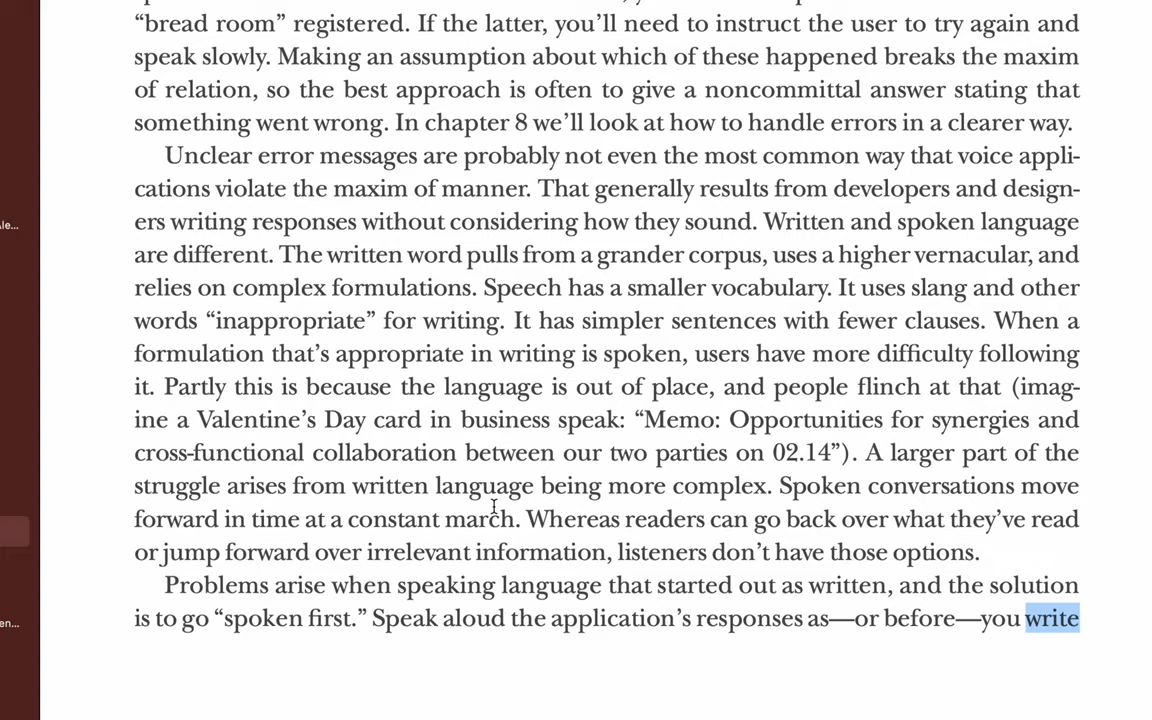 "bread room" registered. If the latter, you'll need to instruct the user to try again and
speak slowly. Making an assumption about which of these happened breaks the maxim
of relation, so the best approach is often to give a noncommittal answer stating that
something went wrong. In chapter 8 we'll look at how to handle errors in a clearer way.
Unclear error messages are probably not even the most common way that voice appli-
cations violate the maxim of manner. That generally results from developers and design-
ers writing responses without considering how they sound. Written and spoken language
are different. The written word pulls from a grander corpus, uses a higher vernacular, and
relies on complex formulations. Speech has a smaller vocabulary. It uses slang and other
words "inappropriate" for writing. It has simpler sentences with fewer clauses. When a
formulation that's appropriate in writing is spoken, users have more difficulty following
it. Partly this is because the language is out of place, and people flinch at that (imag-
ine a Valentine's Day card in business speak: "Memo: Opportunities for synergies and
cross-functional collaboration between our two parties on 02.14"). A larger part of the
struggle arises from written language being more complex. Spoken conversations move
forward in time at a constant march. Whereas readers can go back over what they've read
or jump forward over irrelevant information, listeners don't have those options.
Problems arise when speaking language that started out as written, and the solution
is to go "spoken first." Speak aloud the application's responses as—or before—you write